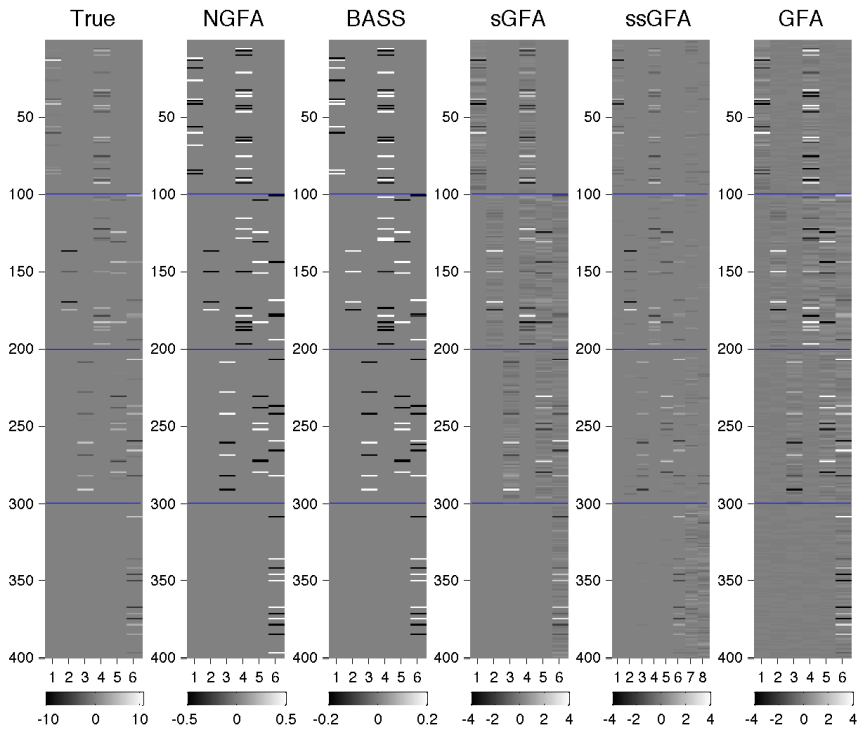 True NGFA BASS sGFA ssGFA GFA
50 50 50 50 50 50
100 100 100 100 100 100
150 150 150 150 150 150
200 200 200 200 200 200
250 250 250 250 250 250
300 300 300 300 300 300
350 350 350 350 350 350
400 400 400 400 400 400
1 2 3 4 5 6 1 2 3 4 5 6 1 2 3 4 5 6 1 2 3 4 5 6 1 2 3 4 5 6 7 8 1 2 3 4 5 6
-10 0 10 -0.5 0 0.5 -0.2 0 0.2 -4 -2 0 2 4 -4 -2 0 2 4 -4 -2 0 2 4